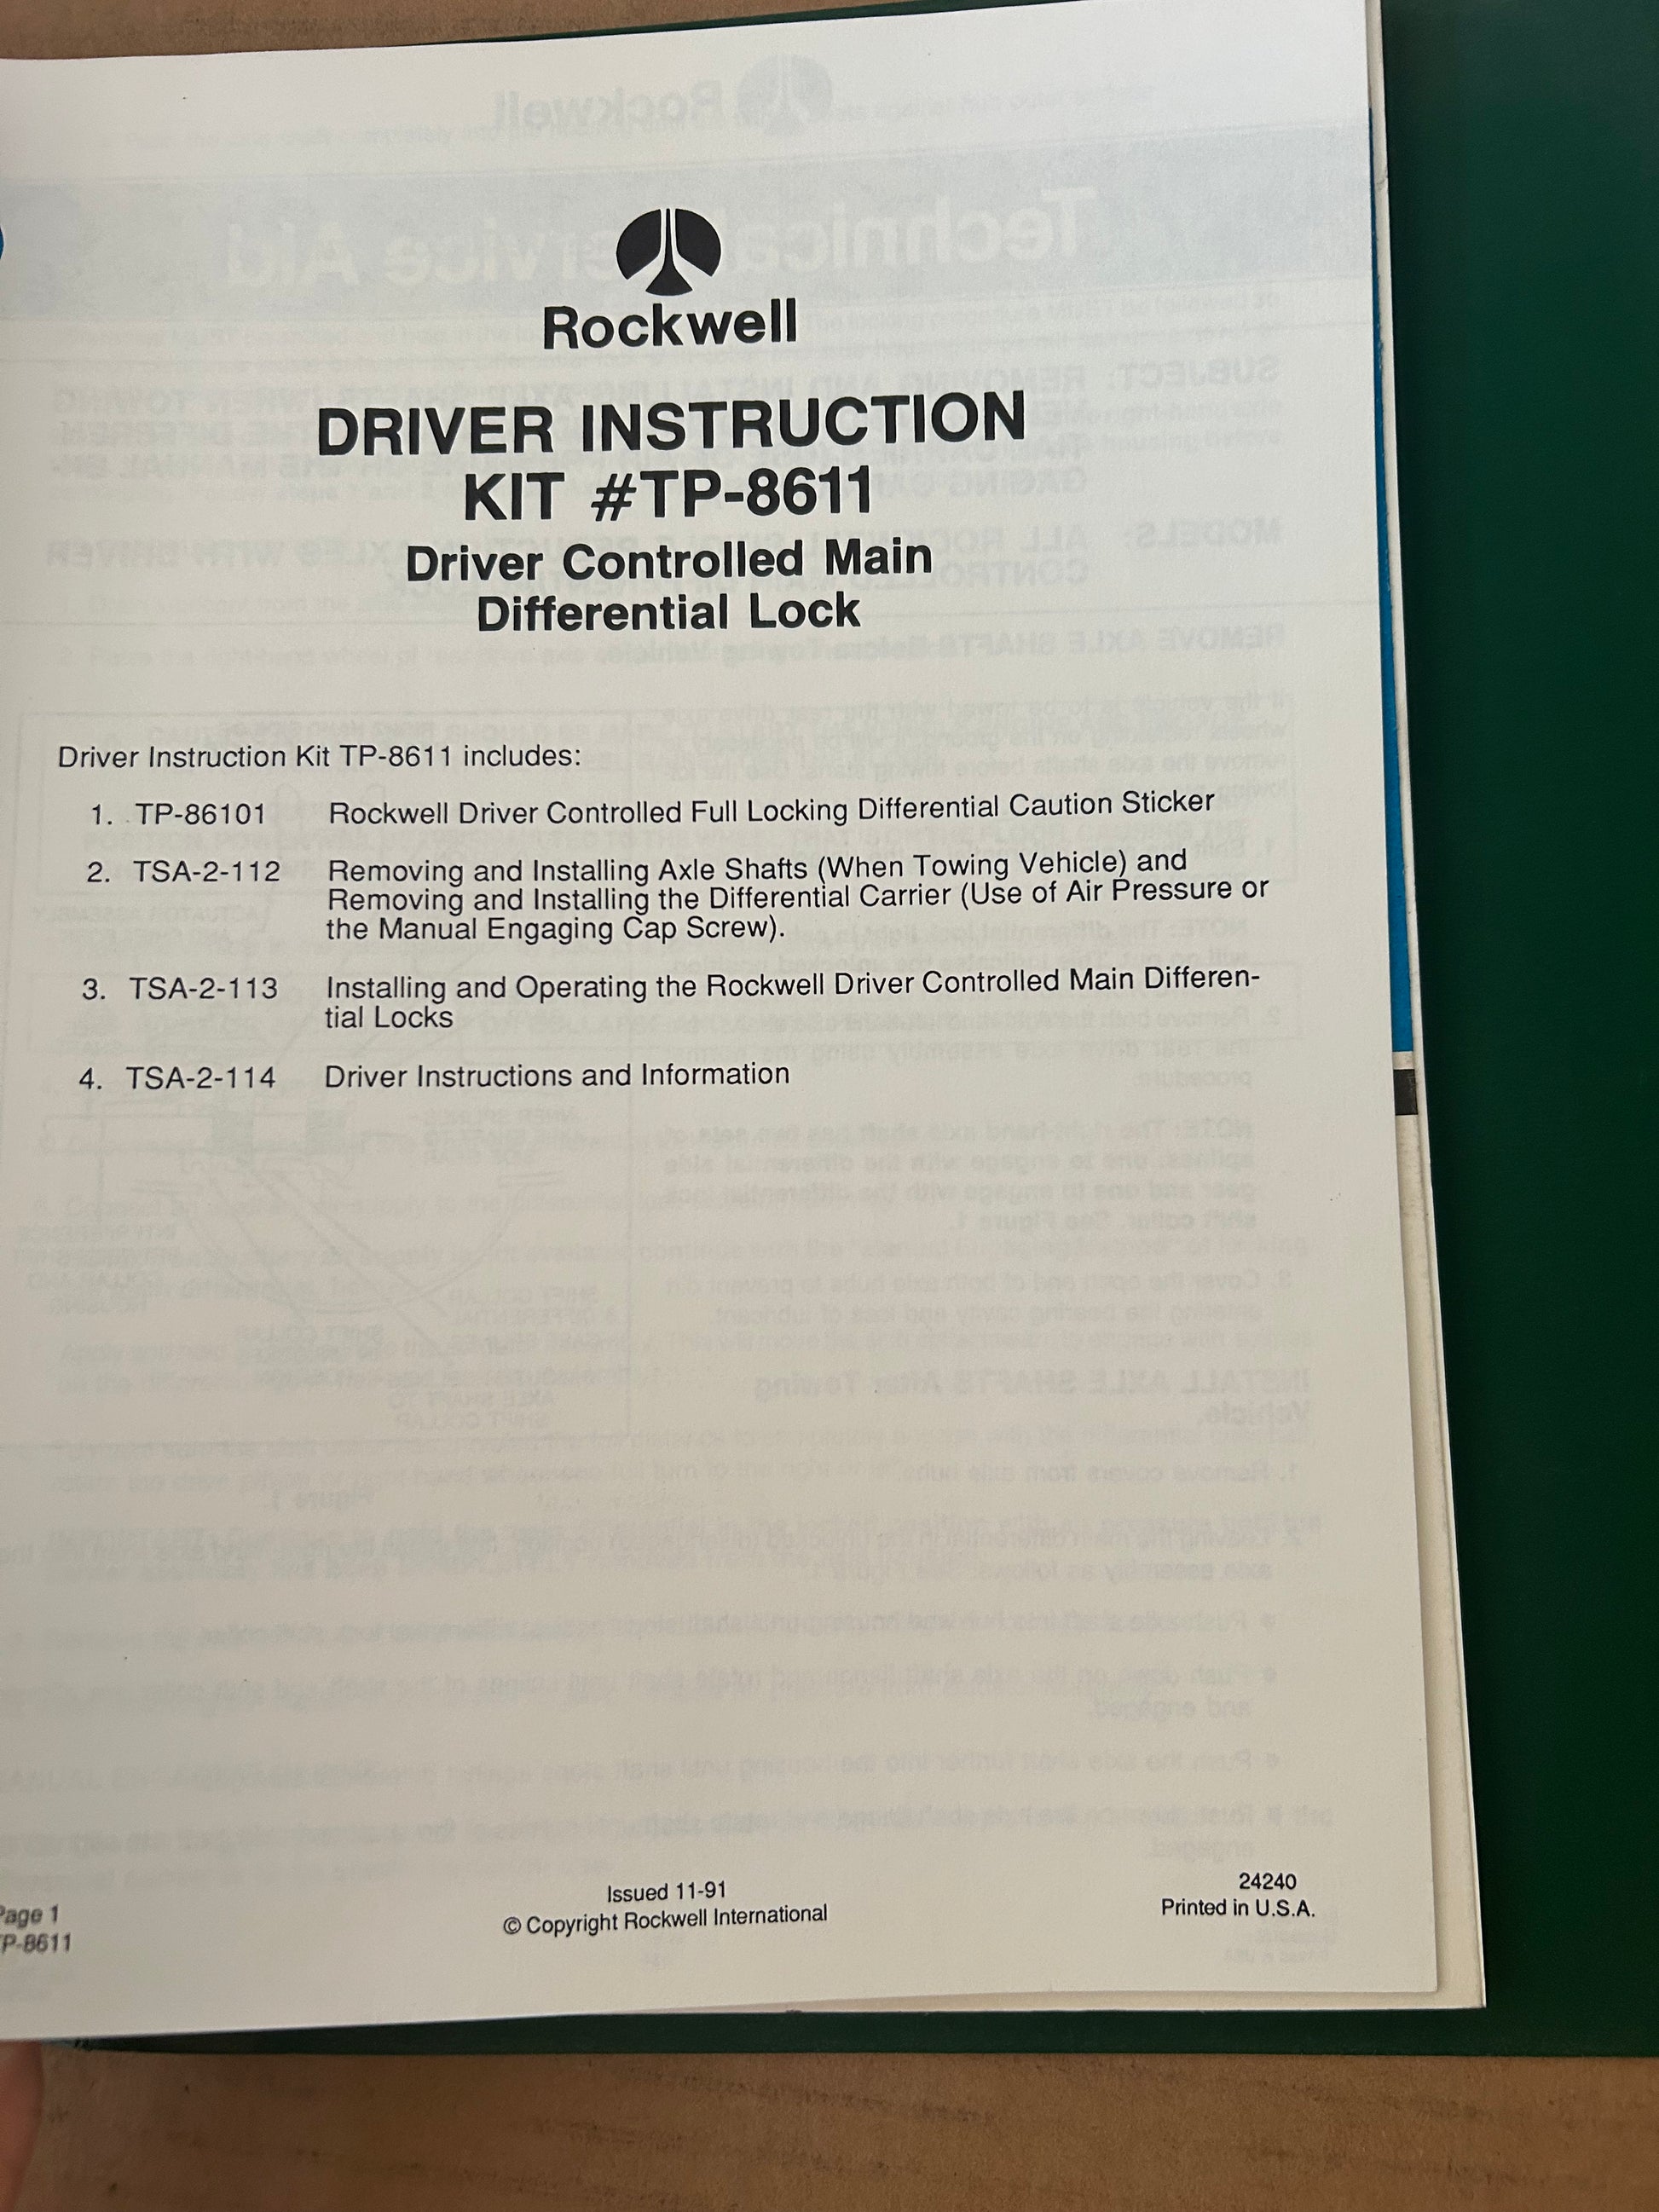 Rockwell
DRIVER INSTRUCTION
KIT #TP-8611
Driver Controlled Main
Differential Lock
Driver Instruction Kit TP-8611 includes:
1. TP-86101 Rockwell Driver Controlled Full Locking Differential Caution Sticker
2. TSA-2-112 Removing and Installing Axle Shafts (When Towing Vehicle) and
Removing and Installing the Differential Carrier (Use of Air Pressure or
the Manual Engaging Cap Screw).
3. TSA-2-113 Installing and Operating the Rockwell Driver Controlled Main Differen-
tial Locks
4. TSA-2-114 Driver Instructions and Information
Page 1
TP-8611
Issued 11-91
© Copyright Rockwell International
24240
Printed in U.S.A.